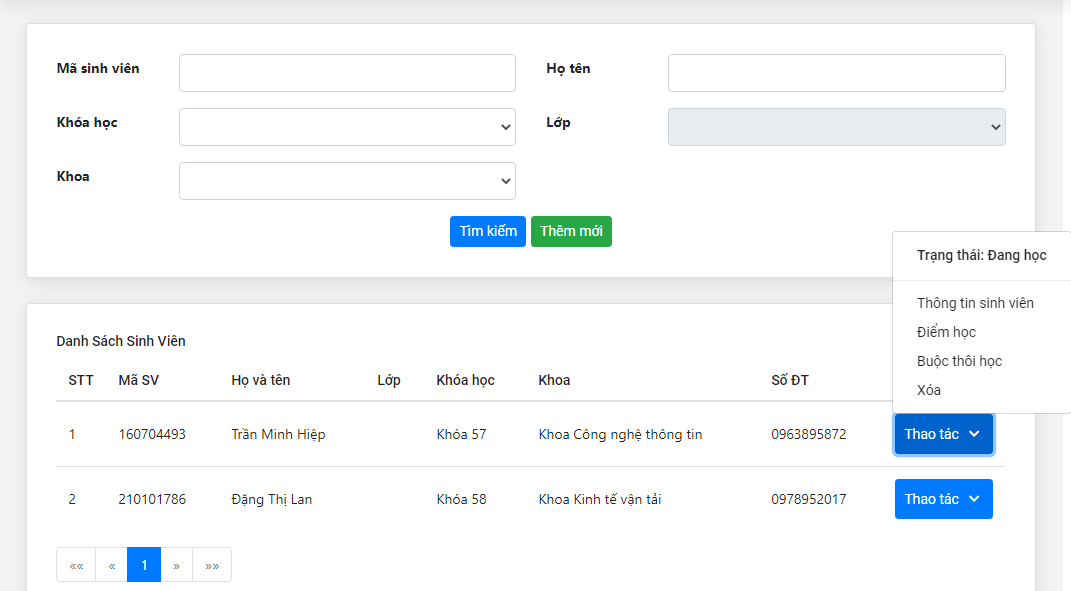 Mã sinh viên Họ tên
Khóa học Lớp
Khoa
Tìm kiếm Thêm mới
Trạng thái: Đang học
Thông tin sinh viên
Điểm học
Buộc thôi học
Xóa
Danh Sách Sinh Viên
STT Mã SV Họ và tên Lớp Khóa học Khoa Số ĐT
1 160704493 Trần Minh Hiệp Khóa 57 Khoa Công nghệ thông tin 0963895872 Thao tác
2 210101786 Đặng Thị Lan Khóa 58 Khoa Kinh tế vận tải 0978952017 Thao tác
«« « 1 » »»